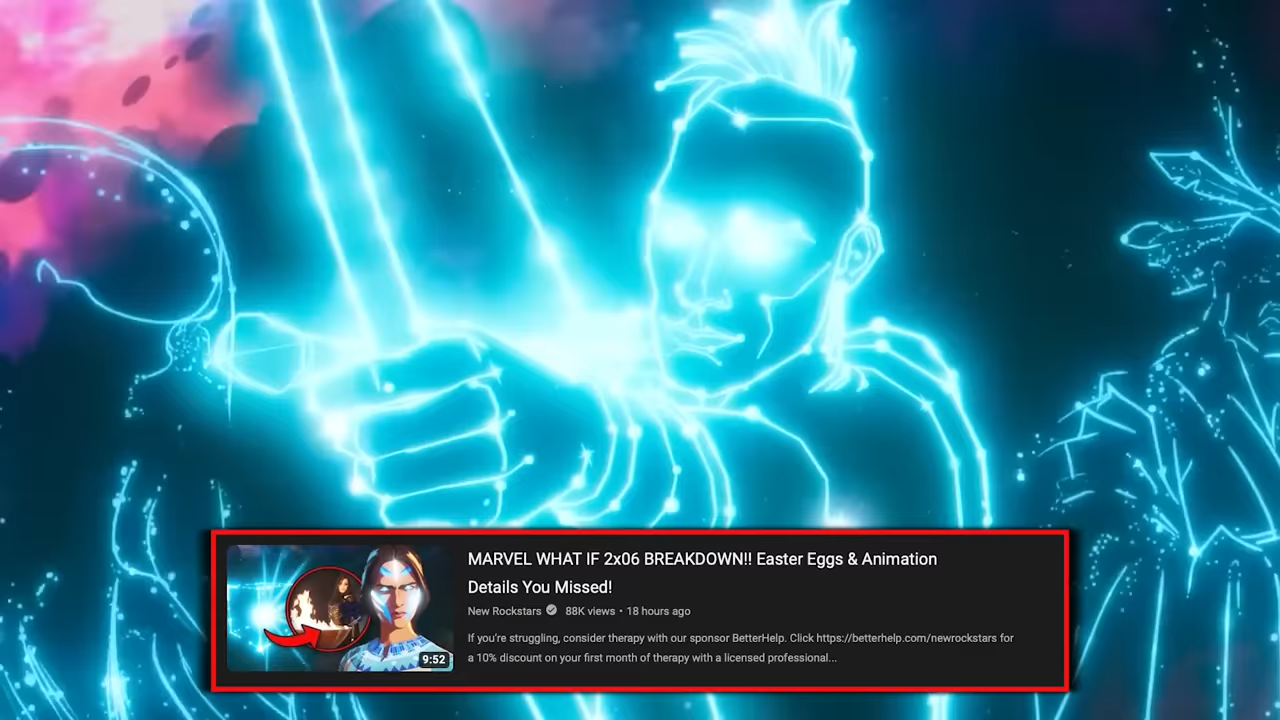 MARVEL WHAT IF 2x06 BREAKDOWN!! Easter Eggs & Animation
Details You Missed!
New Rockstars 88K views • 18 hours ago
If you're struggling, consider therapy with our sponsor BetterHelp. Click https://betterhelp.com/newrockstars for
a 10% discount on your first month of therapy with a licensed professional...
9:52